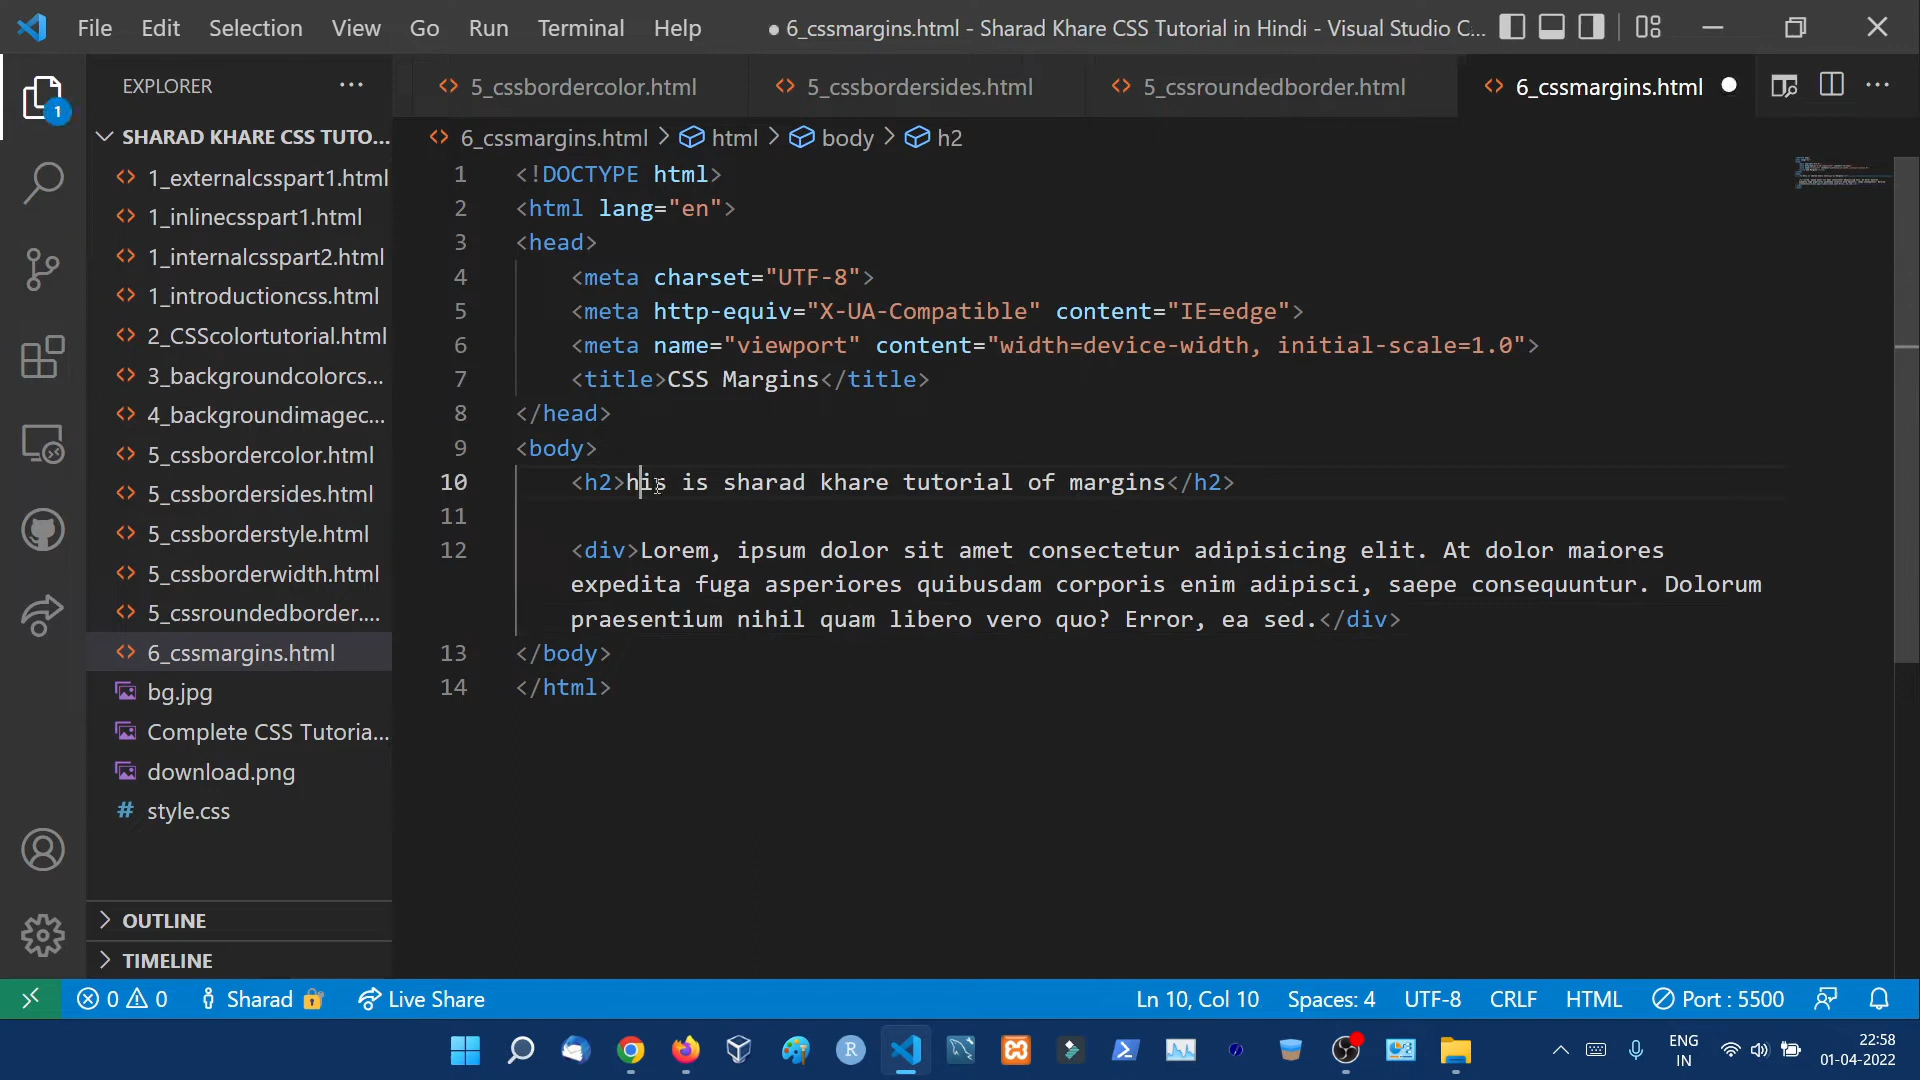 File Edit Selection View Go Run Terminal Help ● 6_cssmargins.html - Sharad Khare CSS Tutorial in Hindi - Visual Studio C...
EXPLORER
5_cssbordercolor.html
5_cssbordersides.html
5_cssroundedborder.html
6_cssmargins.html
SHARAD KHARE CSS TUTO...
6_cssmargins.html > html > body > h2
1_externalcsspart1.html
1_inlinecsspart1.html
1_internalcsspart2.html
1_introductioncss.html
2_CSScolortutorial.html
3_backgroundcolorcs...
4_backgroundimagec...
5_cssbordercolor.html
5_cssbordersides.html
5_cssborderstyle.html
5_cssborderwidth.html
5_cssroundedborder....
6_cssmargins.html
bg.jpg
Complete CSS Tutoria...
download.png
style.css
OUTLINE
TIMELINE
1 <!DOCTYPE html>
2 <html lang="en">
3 <head>
4 <meta charset="UTF-8">
5 <meta http-equiv="X-UA-Compatible" content="IE=edge">
6 <meta name="viewport" content="width=device-width, initial-scale=1.0">
7 <title>CSS Margins</title>
8 </head>
9 <body>
10 <h2>his is sharad khare tutorial of margins</h2>
11
12 <div>Lorem, ipsum dolor sit amet consectetur adipisicing elit. At dolor maiores
expedita fuga asperiores quibusdam corporis enim adipisci, saepe consequuntur. Dolorum
praesentium nihil quam libero vero quo? Error, ea sed.</div>
13 </body>
14 </html>
1
0 0 Sharad Live Share Ln 10, Col 10 Spaces: 4 UTF-8 CRLF HTML Port : 5500
R
ENG
IN
22:58
01-04-2022